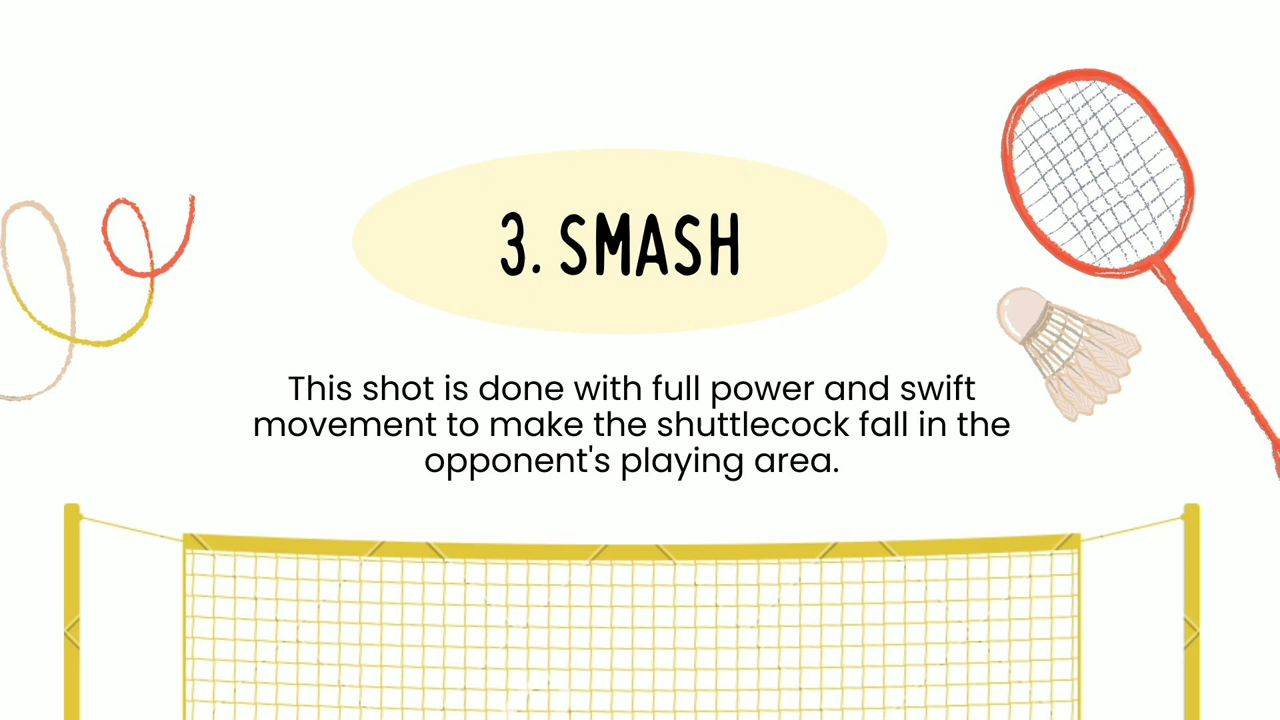 3. SMASH
This shot is done with full power and swift
movement to make the shuttlecock fall in the
opponent's playing area.